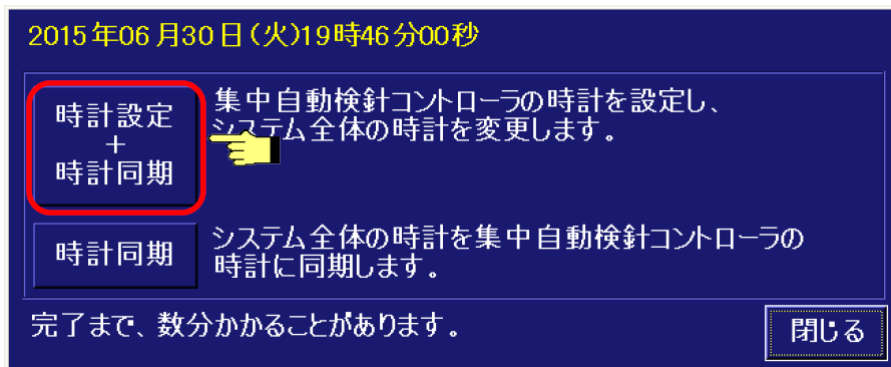 2015年06月30日(火)19時46分00秒
時計設定
+
時計同期
集中自動検針コントローラの時計を設定し、
システム全体の時計を変更します。
時計同期
システム全体の時計を集中自動検針コントローラの
時計に同期します。
完了まで、数分かかることがあります。
閉じる